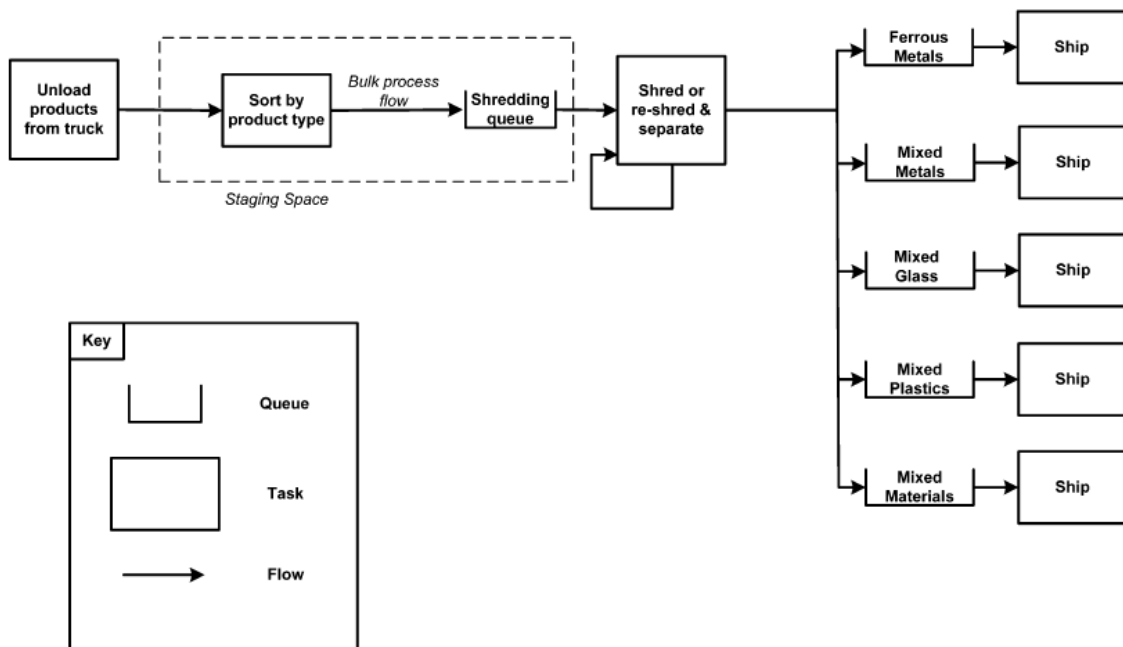 Unload
products
from truck
Sort by
product type
Bulk process
flow
Shredding
queue
Staging Space
Shred or
re-shred &
separate
Ferrous
Metals
Ship
Mixed
Metals
Ship
Mixed
Glass
Ship
Mixed
Plastics
Ship
Mixed
Materials
Ship
Key
Queue
Task
Flow